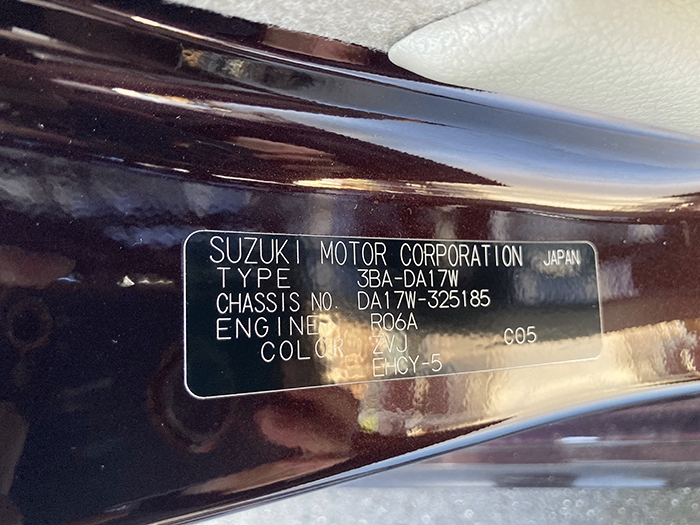 SUZUKI MOTOR CORPORATION JAPAN
TYPE 3BA-DA17W
CHASSIS NO. DA17W-325185
ENGINE R06A
COLOR ZVJ C05
EHCY-5